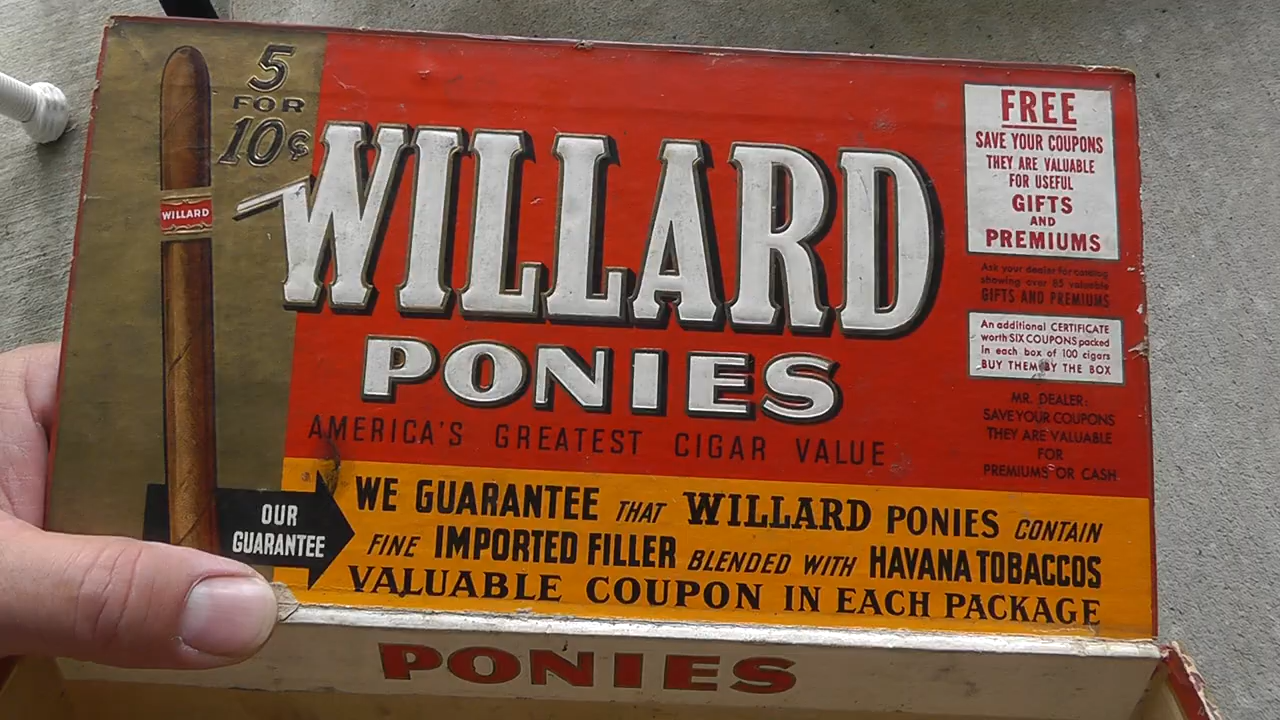 5
FOR
10¢
WILLARD
WILLARD
PONIES
AMERICA'S GREATEST CIGAR VALUE
FREE
SAVE YOUR COUPONS
THEY ARE VALUABLE
FOR USEFUL
GIFTS
AND
PREMIUMS
Ask your dealer for catalog
showing over 85 valuable
GIFTS AND PREMIUMS
An additional CERTIFICATE
worth SIX COUPONS packed
in each box of 100 cigars
BUY THEM BY THE BOX
MR. DEALER:
SAVE YOUR COUPONS
THEY ARE VALUABLE
FOR
PREMIUMS OR CASH
OUR
GUARANTEE
WE GUARANTEE THAT WILLARD PONIES CONTAIN
FINE IMPORTED FILLER BLENDED WITH HAVANA TOBACCOS
VALUABLE COUPON IN EACH PACKAGE
PONIES